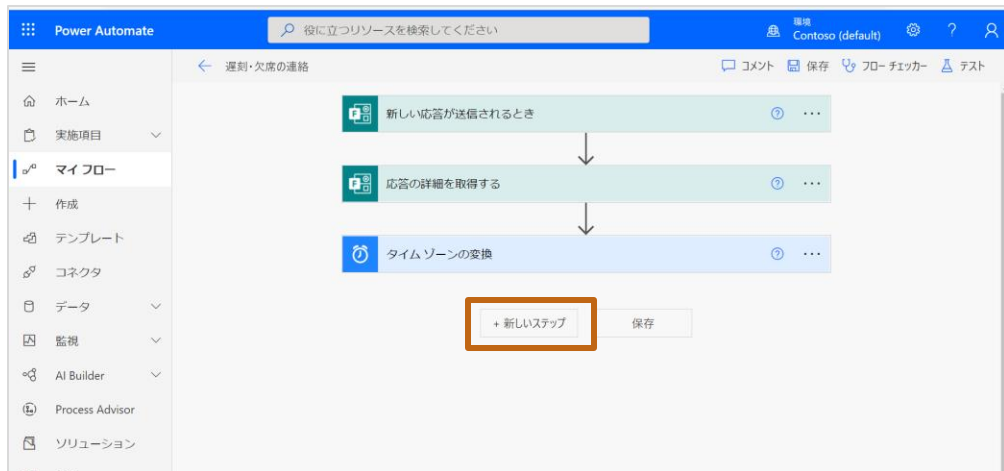 Power Automate
役に立つリソースを検索してください
環境
Contoso (default)
?
← 遅刻・欠席の連絡
コメント 保存 フロー チェッカー テスト
ホーム
実施項目
マイ フロー
作成
テンプレート
コネクタ
データ
監視
AI Builder
Process Advisor
ソリューション
新しい応答が送信されるとき
応答の詳細を取得する
タイム ゾーンの変換
+ 新しいステップ
保存